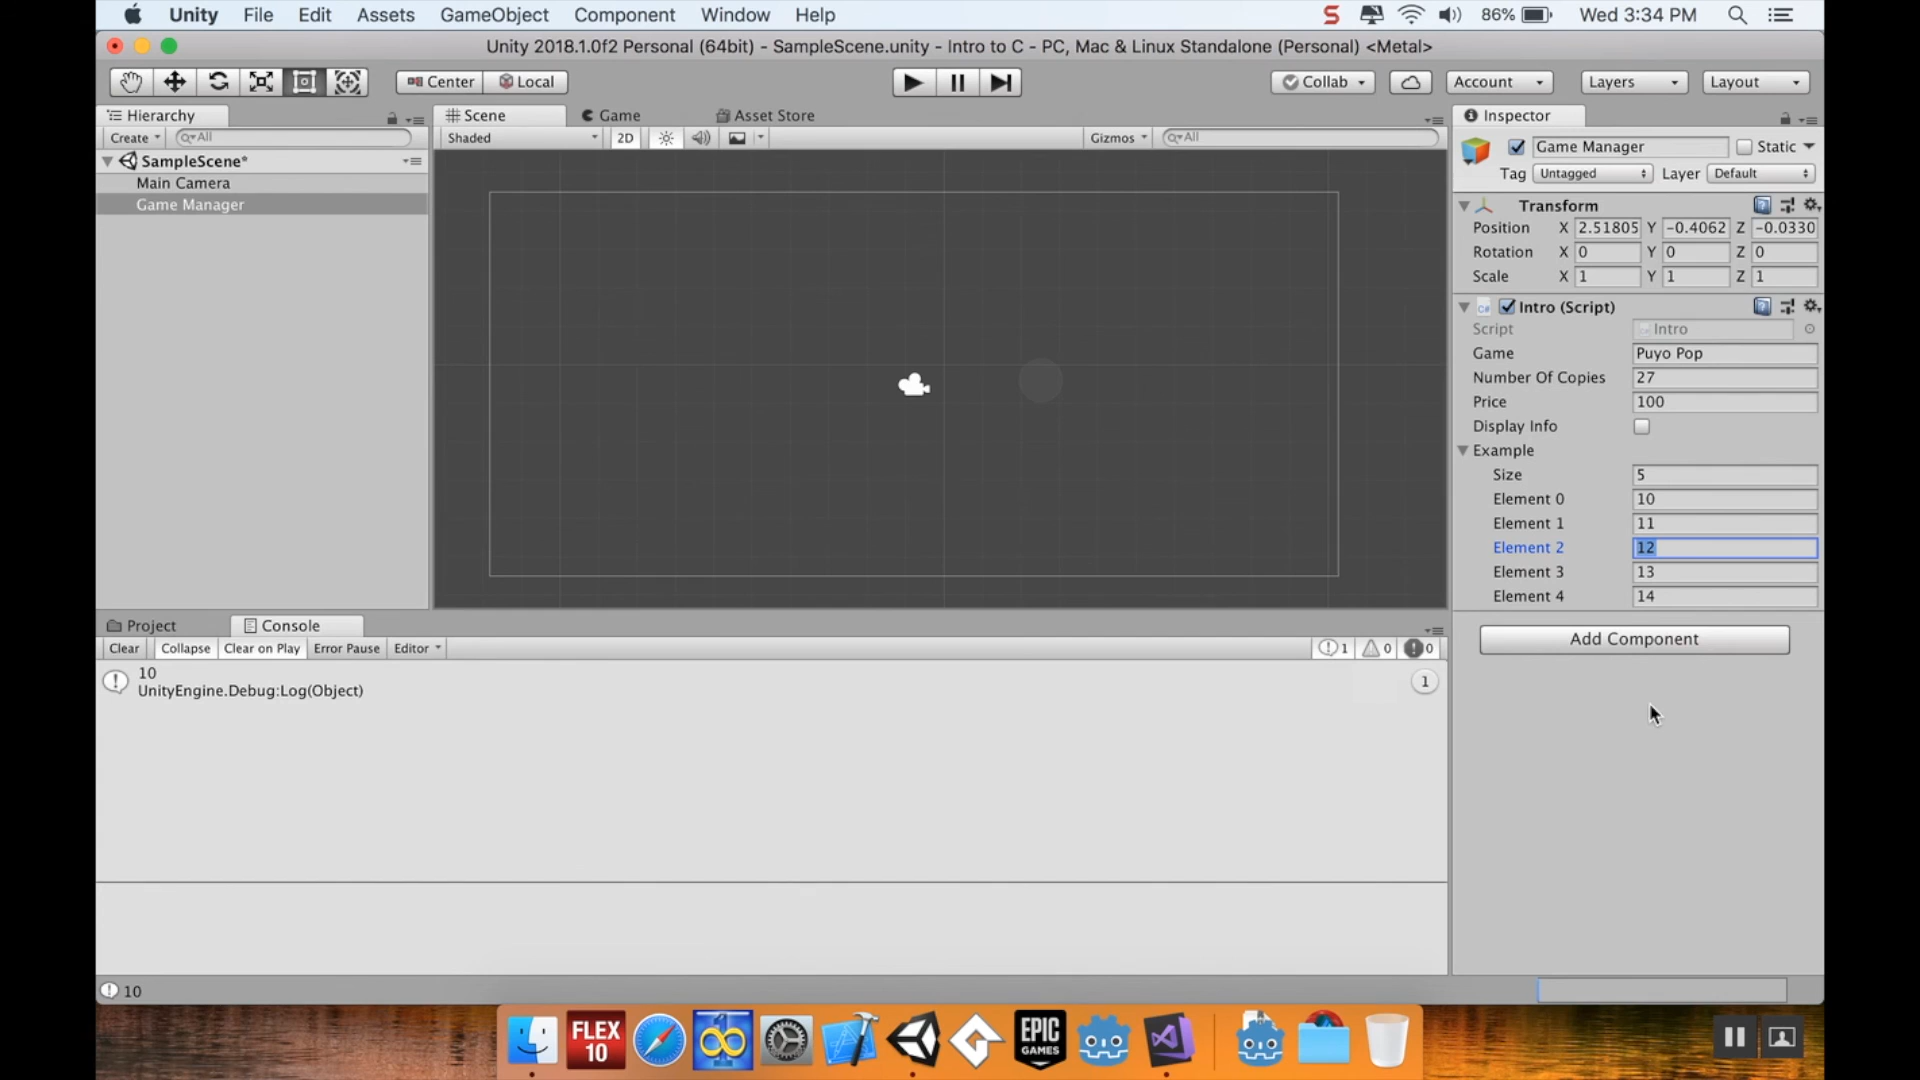 Unity File Edit Assets GameObject Component Window Help 86% Wed 3:34 PM
Unity 2018.1.0f2 Personal (64bit) - SampleScene.unity - Intro to C - PC, Mac & Linux Standalone (Personal) <Metal>
Center Local Collab Account Layers Layout
Hierarchy Scene Game Asset Store Inspector
Create All Shaded 2D Gizmos All
SampleScene*
Main Camera
Game Manager
Game Manager Static
Tag Untagged Layer Default
Transform
Position X 2.51805 Y -0.4062 Z -0.0330
Rotation X 0 Y 0 Z 0
Scale X 1 Y 1 Z 1
C# Intro (Script)
Script Intro
Game Puyo Pop
Number Of Copies 27
Price 100
Display Info
Example
Size 5
Element 0 10
Element 1 11
Element 2 12
Element 3 13
Element 4 14
Add Component
Project Console
Clear Collapse Clear on Play Error Pause Editor 1 0 0
10
UnityEngine.Debug:Log(Object) 1
10
FLEX
10
EPIC
GAMES